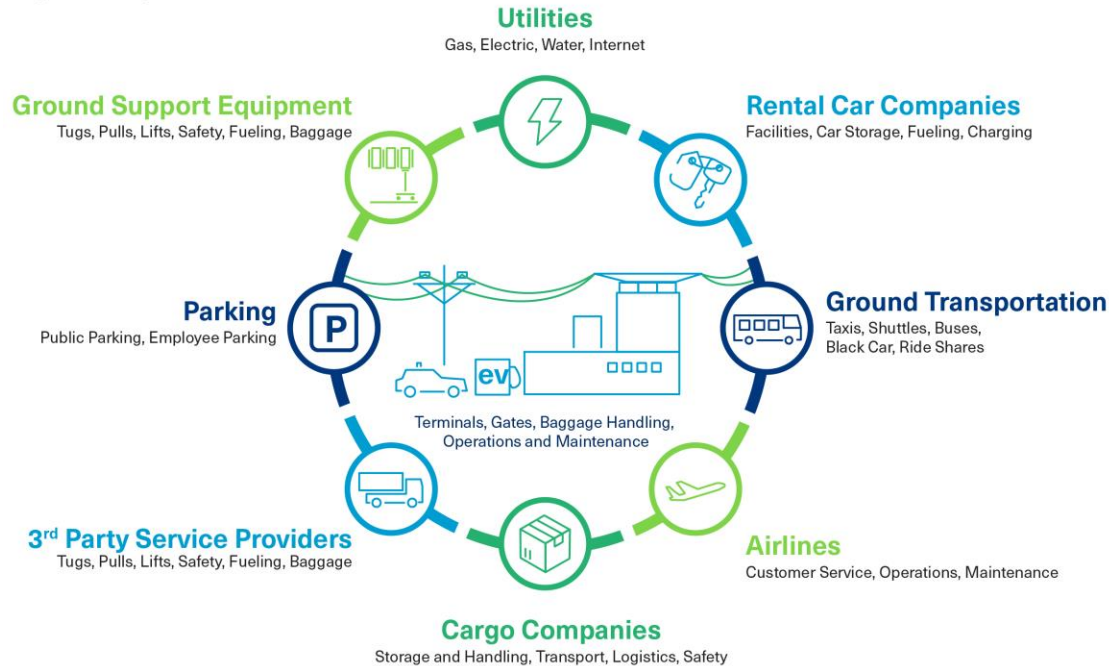 Utilities
Gas, Electric, Water, Internet
Ground Support Equipment
Tugs, Pulls, Lifts, Safety, Fueling, Baggage
Rental Car Companies
Facilities, Car Storage, Fueling, Charging
Parking
Public Parking, Employee Parking
P
Ground Transportation
Taxis, Shuttles, Buses,
Black Car, Ride Shares
ev
Terminals, Gates, Baggage Handling,
Operations and Maintenance
3rd Party Service Providers
Tugs, Pulls, Lifts, Safety, Fueling, Baggage
Airlines
Customer Service, Operations, Maintenance
Cargo Companies
Storage and Handling, Transport, Logistics, Safety